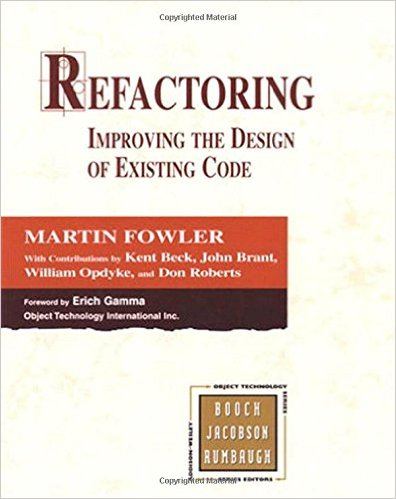 Copyrighted Material
REFACTORING
IMPROVING THE DESIGN
OF EXISTING CODE
MARTIN FOWLER
With Contributions by Kent Beck, John Brant,
William Opdyke, and Don Roberts
Foreword by Erich Gamma
Object Technology International Inc.
ADDISON-WESLEY
OBJECT TECHNOLOGY
SERIES
BOOCH
JACOBSON
RUMBAUGH
SERIES EDITORS
Copyrighted Material